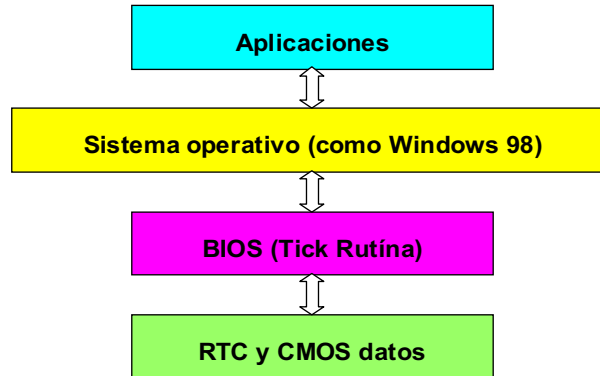 Aplicaciones
Sistema operativo (como Windows 98)
BIOS (Tick Rutína)
RTC y CMOS datos